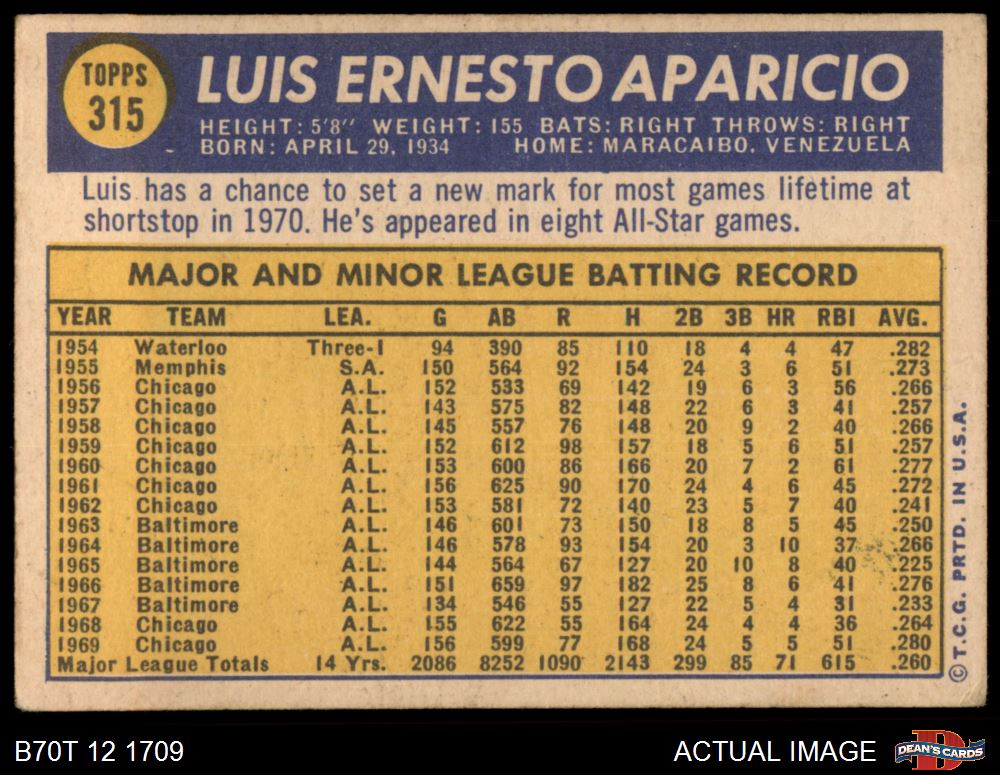 TOPPS
315
LUIS ERNESTO APARICIO
HEIGHT: 5'8" WEIGHT: 155 BATS: RIGHT THROWS: RIGHT
BORN: APRIL 29, 1934 HOME: MARACAIBO, VENEZUELA
Luis has a chance to set a new mark for most games lifetime at
shortstop in 1970. He's appeared in eight All-Star games.
MAJOR AND MINOR LEAGUE BATTING RECORD
YEAR TEAM LEA. G AB R H 2B 3B HR RBI AVG.
1954 Waterloo Three-I 94 390 85 110 18 4 4 47 .282
1955 Memphis S.A. 150 564 92 154 24 3 6 51 .273
1956 Chicago A.L. 152 533 69 142 19 6 3 56 .266
1957 Chicago A.L. 143 575 82 148 22 6 3 41 .257
1958 Chicago A.L. 145 557 76 148 20 9 2 40 .266
1959 Chicago A.L. 152 612 98 157 18 5 6 51 .257
1960 Chicago A.L. 153 600 86 166 20 7 2 61 .277
1961 Chicago A.L. 156 625 90 170 24 4 6 45 .272
1962 Chicago A.L. 153 581 72 140 23 5 7 40 .241
1963 Baltimore A.L. 146 601 73 150 18 8 5 45 .250
1964 Baltimore A.L. 146 578 93 154 20 3 10 37 .266
1965 Baltimore A.L. 144 564 67 127 20 10 8 40 .225
1966 Baltimore A.L. 151 659 97 182 25 8 6 41 .276
1967 Baltimore A.L. 134 546 55 127 22 5 4 31 .233
1968 Chicago A.L. 155 622 55 164 24 4 4 36 .264
1969 Chicago A.L. 156 599 77 168 24 5 5 51 .280
Major League Totals 14 Yrs. 2086 8252 1090 2143 299 85 71 615 .260
© T.C.G. PRTD. IN U.S.A.
B70T 12 1709
ACTUAL IMAGE
DEAN'S CARDS